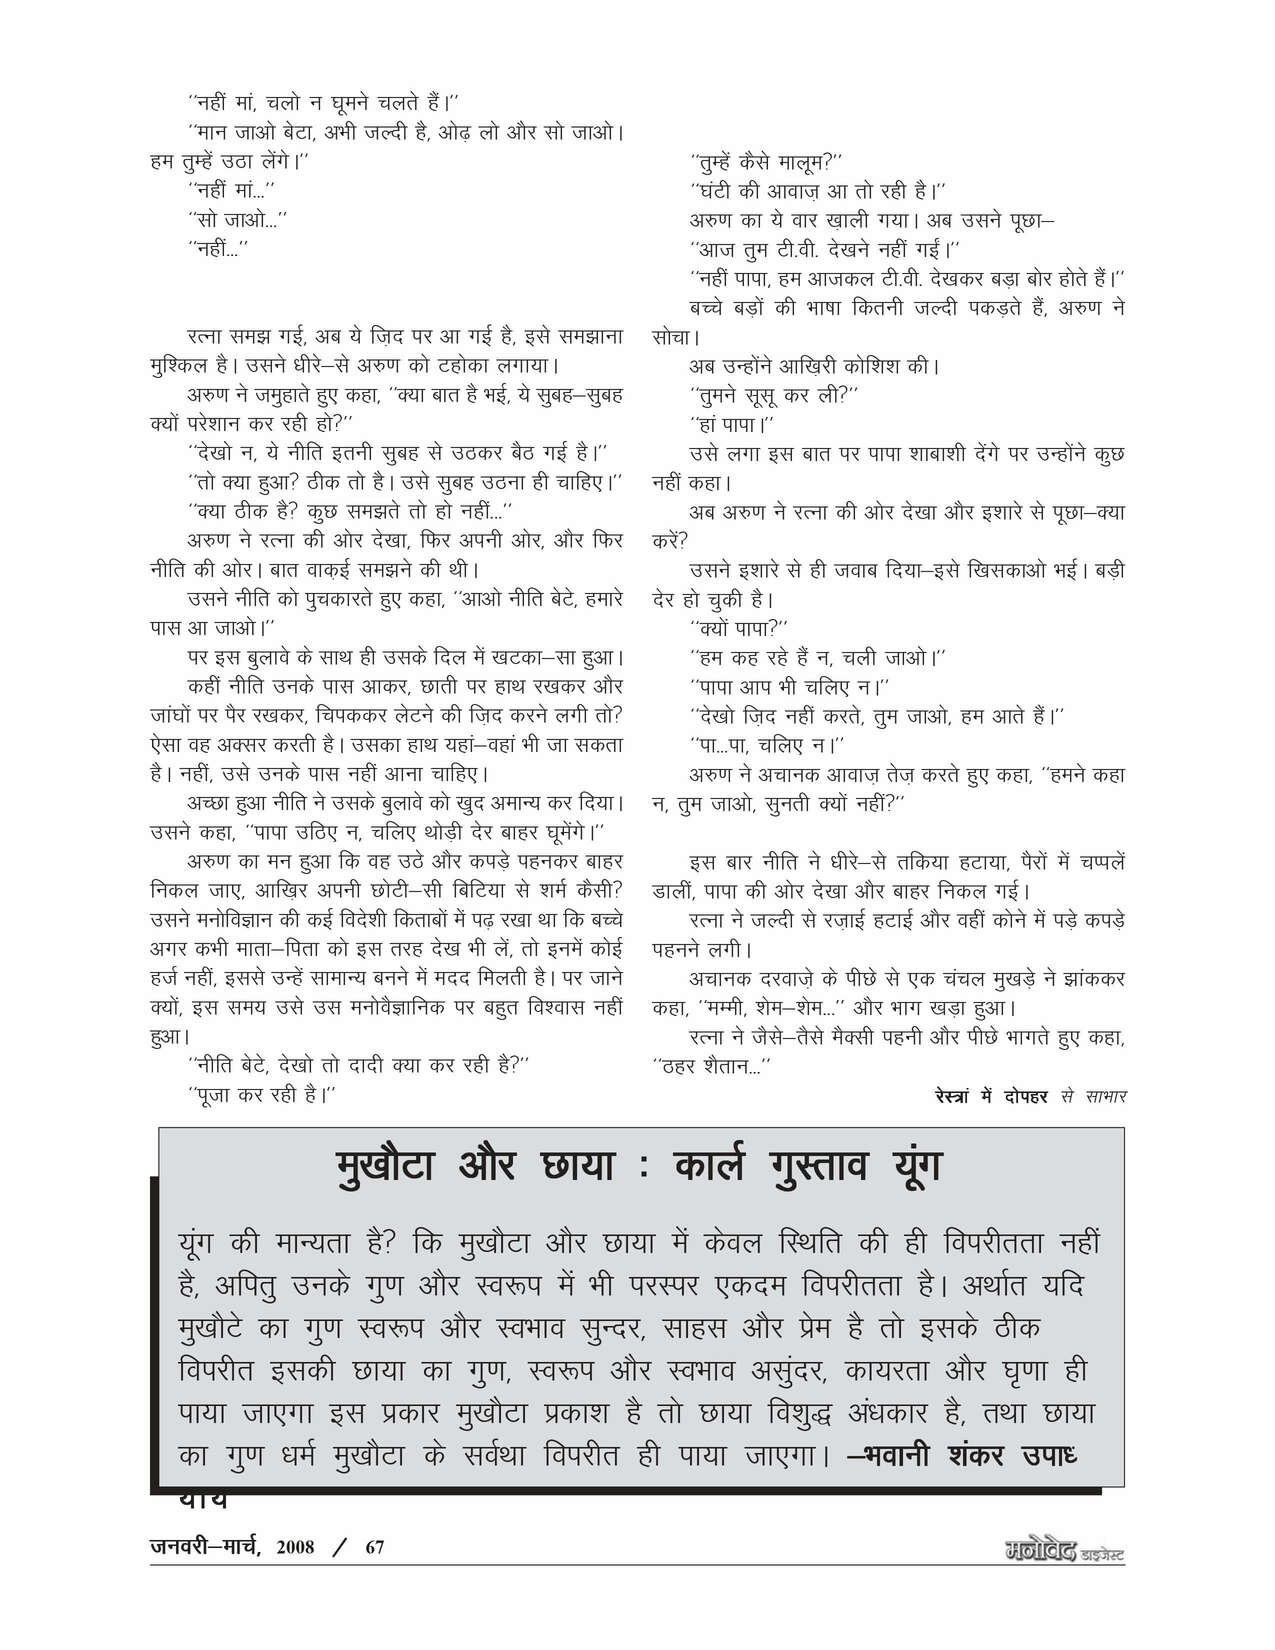 ‘‘नहीं मां, चलो न घूमने चलते हैं।’’
‘‘मान जाओ बेटा, अभी जल्दी है, ओढ़ लो और सो जाओ।
हम तुम्हें उठा लेंगे।’’
‘‘नहीं मां...’’
‘‘सो जाओ...’’
‘‘नहीं...’’
रत्ना समझ गई, अब ये ज़िद पर आ गई है, इसे समझाना
मुश्किल है। उसने धीरे–से अरुण को टहोका लगाया।
अरुण ने जमुहाते हुए कहा, ‘‘क्या बात है भई, ये सुबह–सुबह
क्यों परेशान कर रही हो?’’
‘‘देखो न, ये नीति इतनी सुबह से उठकर बैठ गई है।’’
‘‘तो क्या हुआ? ठीक तो है। उसे सुबह उठना ही चाहिए।’’
‘‘क्या ठीक है? कुछ समझते तो हो नहीं...’’
अरुण ने रत्ना की ओर देखा, फिर अपनी ओर, और फिर
नीति की ओर। बात वाक़ई समझने की थी।
उसने नीति को पुचकारते हुए कहा, ‘‘आओ नीति बेटे, हमारे
पास आ जाओ।’’
पर इस बुलावे के साथ ही उसके दिल में खटका–सा हुआ।
कहीं नीति उनके पास आकर, छाती पर हाथ रखकर और
जांघों पर पैर रखकर, चिपककर लेटने की ज़िद करने लगी तो?
ऐसा वह अक्सर करती है। उसका हाथ यहां–वहां भी जा सकता
है। नहीं, उसे उनके पास नहीं आना चाहिए।
अच्छा हुआ नीति ने उसके बुलावे को खुद अमान्य कर दिया।
उसने कहा, ‘‘पापा उठिए न, चलिए थोड़ी देर बाहर घूमेंगे।’’
अरुण का मन हुआ कि वह उठे और कपड़े पहनकर बाहर
निकल जाए, आख़िर अपनी छोटी–सी बिटिया से शर्म कैसी?
उसने मनोविज्ञान की कई विदेशी किताबों में पढ़ रखा था कि बच्चे
अगर कभी माता–पिता को इस तरह देख भी लें, तो इनमें कोई
हर्ज नहीं, इससे उन्हें सामान्य बनने में मदद मिलती है। पर जाने
क्यों, इस समय उसे उस मनोवैज्ञानिक पर बहुत विश्वास नहीं
हुआ।
‘‘नीति बेटे, देखो तो दादी क्या कर रही है?’’
‘‘पूजा कर रही है।’’
‘‘तुम्हें कैसे मालूम?’’
‘‘घंटी की आवाज़ आ तो रही है।’’
अरुण का ये वार ख़ाली गया। अब उसने पूछा–
‘‘आज तुम टी.वी. देखने नहीं गईं।’’
‘‘नहीं पापा, हम आजकल टी.वी. देखकर बड़ा बोर होते हैं।’’
बच्चे बड़ों की भाषा कितनी जल्दी पकड़ते हैं, अरुण ने
सोचा।
अब उन्होंने आख़िरी कोशिश की।
‘‘तुमने सूसू कर ली?’’
‘‘हां पापा।’’
उसे लगा इस बात पर पापा शाबाशी देंगे पर उन्होंने कुछ
नहीं कहा।
अब अरुण ने रत्ना की ओर देखा और इशारे से पूछा–क्या
करें?
उसने इशारे से ही जवाब दिया–इसे खिसकाओ भई। बड़ी
देर हो चुकी है।
‘‘क्यों पापा?’’
‘‘हम कह रहे हैं न, चली जाओ।’’
‘‘पापा आप भी चलिए न।’’
‘‘देखो ज़िद नहीं करते, तुम जाओ, हम आते हैं।’’
‘‘पा...पा, चलिए न।’’
अरुण ने अचानक आवाज़ तेज़ करते हुए कहा, ‘‘हमने कहा
न, तुम जाओ, सुनती क्यों नहीं?’’
इस बार नीति ने धीरे–से तकिया हटाया, पैरों में चप्पलें
डालीं, पापा की ओर देखा और बाहर निकल गई।
रत्ना ने जल्दी से रज़ाई हटाई और वहीं कोने में पड़े कपड़े
पहनने लगी।
अचानक दरवाज़े के पीछे से एक चंचल मुखड़े ने झांककर
कहा, ‘‘मम्मी, शेम–शेम...’’ और भाग खड़ा हुआ।
रत्ना ने जैसे–तैसे मैक्सी पहनी और पीछे भागते हुए कहा,
‘‘ठहर शैतान...’’
रेस्त्रां में दोपहर से साभार
मुखौटा और छाया : कार्ल गुस्ताव यूंग
यूंग की मान्यता है? कि मुखौटा और छाया में केवल स्थिति की ही विपरीतता नहीं
है, अपितु उनके गुण और स्वरूप में भी परस्पर एकदम विपरीतता है। अर्थात यदि
मुखौटे का गुण स्वरूप और स्वभाव सुन्दर, साहस और प्रेम है तो इसके ठीक
विपरीत इसकी छाया का गुण, स्वरूप और स्वभाव असुंदर, कायरता और घृणा ही
पाया जाएगा इस प्रकार मुखौटा प्रकाश है तो छाया विशुद्ध अंधकार है, तथा छाया
का गुण धर्म मुखौटा के सर्वथा विपरीत ही पाया जाएगा। –भवानी शंकर उपाध
याय
जनवरी–मार्च, 2008 / 67
मनोवेद डाइजेस्ट